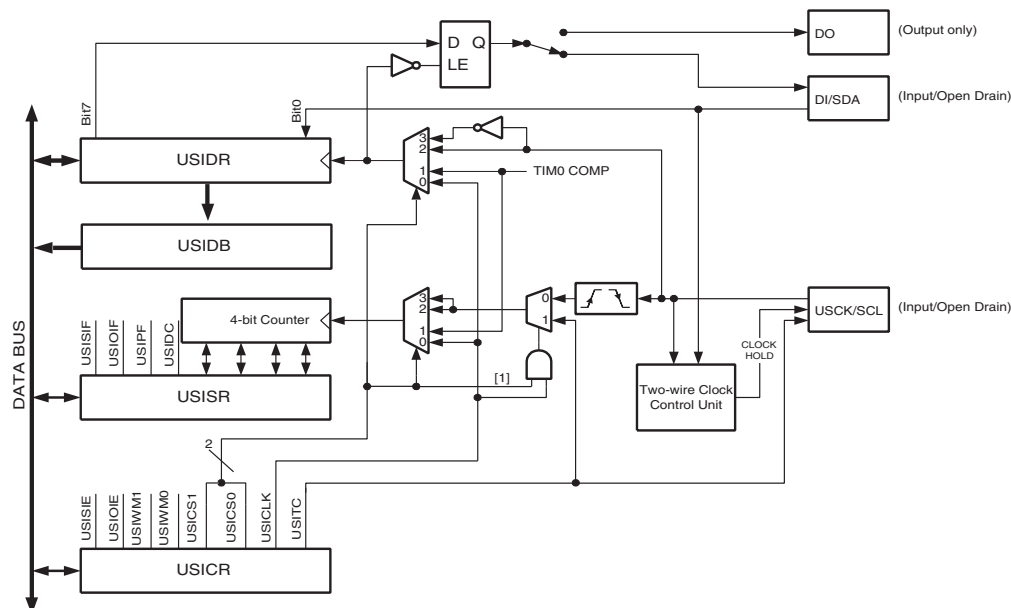 D Q
LE
DO
(Output only)
DI/SDA
(Input/Open Drain)
Bit7
Bit0
USIDR
3
2
1
0
TIM0 COMP
USIDB
4-bit Counter
3
2
1
0
0
1
USCK/SCL
(Input/Open Drain)
CLOCK
HOLD
USISIF
USIOIF
USIPF
USIDC
USISR
[1]
Two-wire Clock
Control Unit
DATA BUS
2
USISIE
USIOIE
USIWM1
USIWM0
USICS1
USICS0
USICLK
USITC
USICR